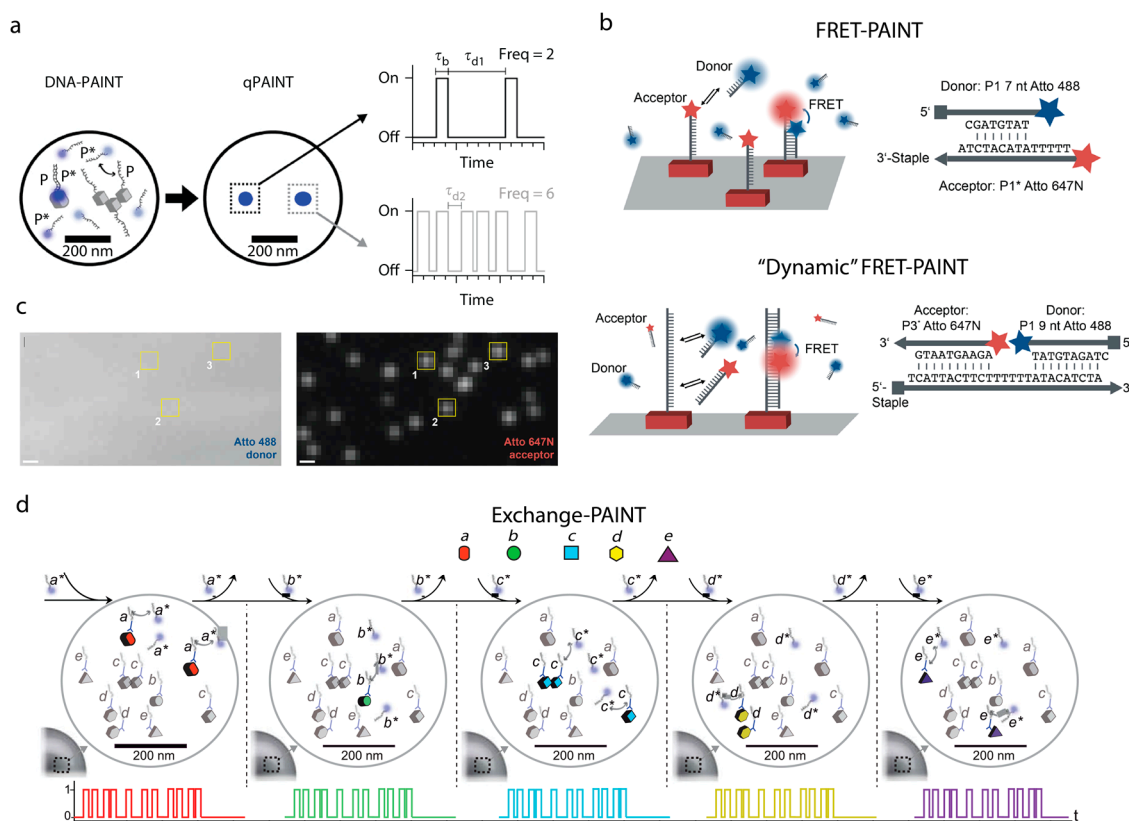 a
DNA-PAINT
qPAINT
P*
P
P*
P
P*
200 nm
200 nm
τb
τd1
Freq = 2
On
Off
Time
τd2
Freq = 6
On
Off
Time
b
FRET-PAINT
Donor
Acceptor
FRET
Donor: P1 7 nt Atto 488
5'
CGATGTAT
ATCTACATATTTTT
3'-Staple
Acceptor: P1* Atto 647N
"Dynamic" FRET-PAINT
Acceptor
Donor
FRET
Acceptor:
P3* Atto 647N
Donor:
P1 9 nt Atto 488
3'
5'
GTAATGAAGA
TATGTAGATC
TCATTACTTCTTTTTTATACATCTA
5'-
Staple
3'
c
1
2
3
Atto 488
donor
1
2
3
Atto 647N
acceptor
d
Exchange-PAINT
a b c d e
a* a* b* b* c* c* d* d* e*
a a* a a* a* e c c b d d e c
200 nm
a b* e c c b a b* d d e c
200 nm
a c* e c c c* b a d d e c* c
200 nm
a d* e c c b a d* d d* d e c
200 nm
a e* e* e c c b a d d e e* c
200 nm
1
0
t